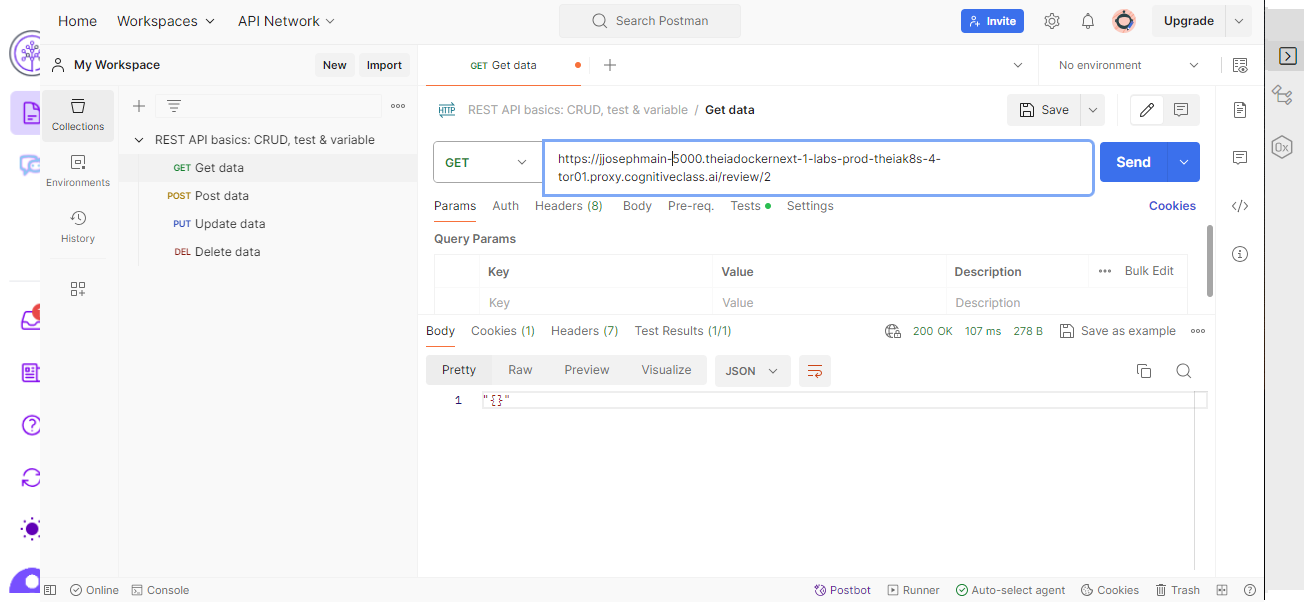 Home Workspaces API Network Search Postman Invite Upgrade
My Workspace New Import GET Get data No environment
Collections
Environments
History
REST API basics: CRUD, test & variable
GET Get data
POST Post data
PUT Update data
DEL Delete data
HTTP REST API basics: CRUD, test & variable / Get data Save
GET
https://jjosephmain-5000.theiadockernext-1-labs-prod-theiak8s-4-
tor01.proxy.cognitiveclass.ai/review/2
Send
Params Auth Headers (8) Body Pre-req. Tests Settings Cookies
Query Params
Key Value Description Bulk Edit
Key Value Description
Body Cookies (1) Headers (7) Test Results (1/1) 200 OK 107 ms 278 B Save as example
Pretty Raw Preview Visualize JSON
1 "{}"
Online Console Postbot Runner Auto-select agent Cookies Trash
0x